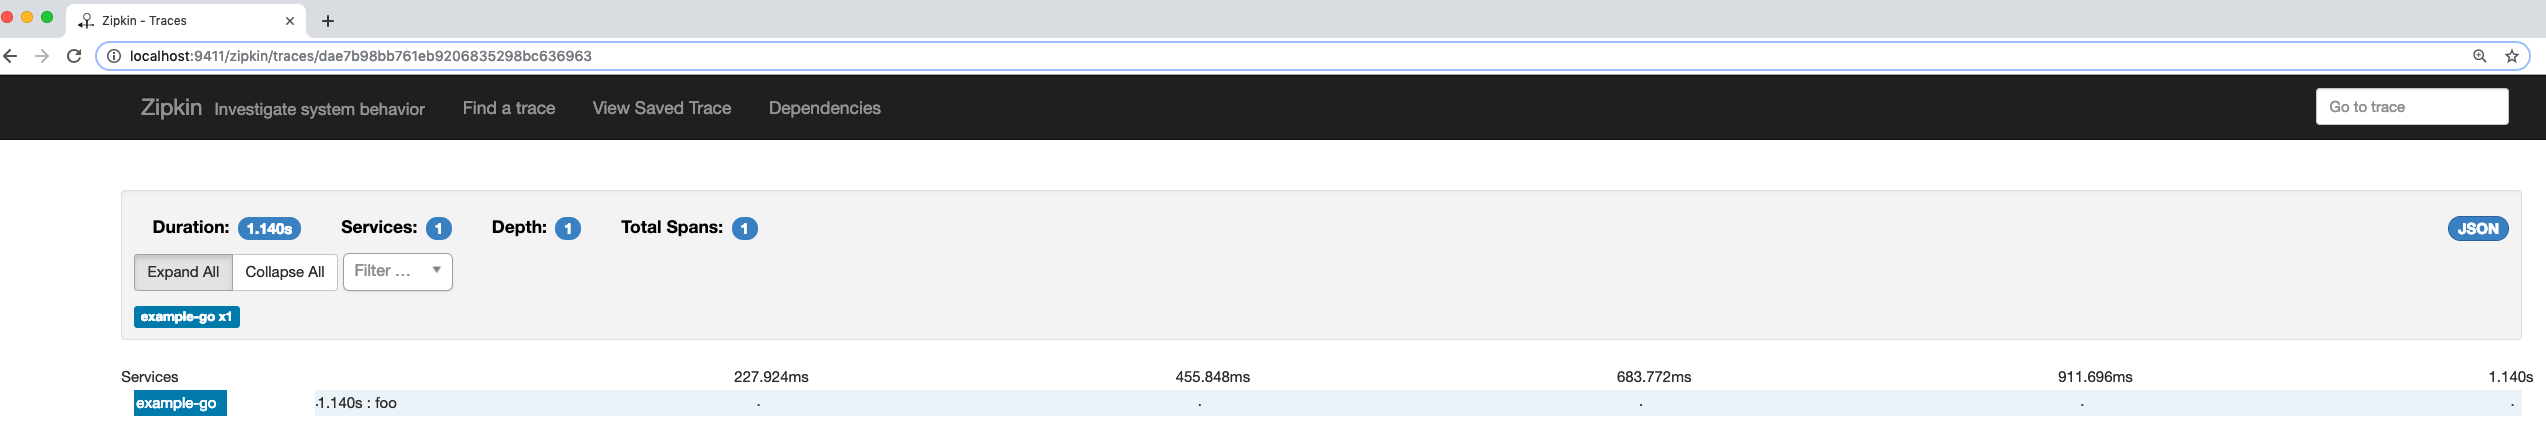 Zipkin - Traces
localhost:9411/zipkin/traces/dae7b98bb761eb9206835298bc636963
Zipkin Investigate system behavior Find a trace View Saved Trace Dependencies Go to trace
Duration: 1.140s Services: 1 Depth: 1 Total Spans: 1 JSON
Expand All Collapse All Filter ...
example-go x1
Services 227.924ms 455.848ms 683.772ms 911.696ms 1.140s
example-go .1.140s : foo . . . . .